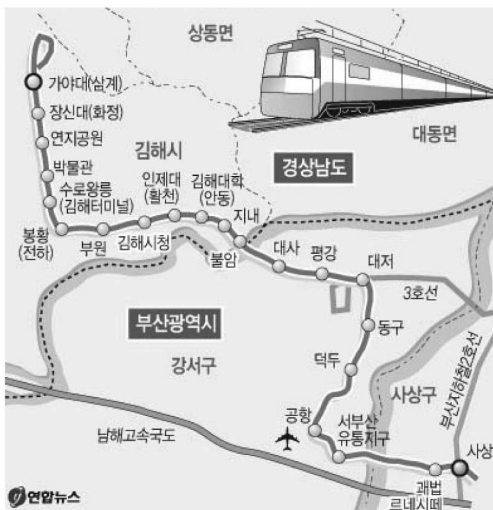 상동면
가야대(삼계)
장신대(화정)
연지공원
박물관
수로왕릉
(김해터미널)
봉황
(전하)
부원
김해시청
인제대
(활천)
김해대학
(안동)
지내
불암
대사
평강
대저
3호선
동구
덕두
공항
서부산
유통지구
괘법
르네시떼
사상
김해시
경상남도
대동면
부산광역시
강서구
사상구
부산지하철2호선
남해고속국도
연합뉴스